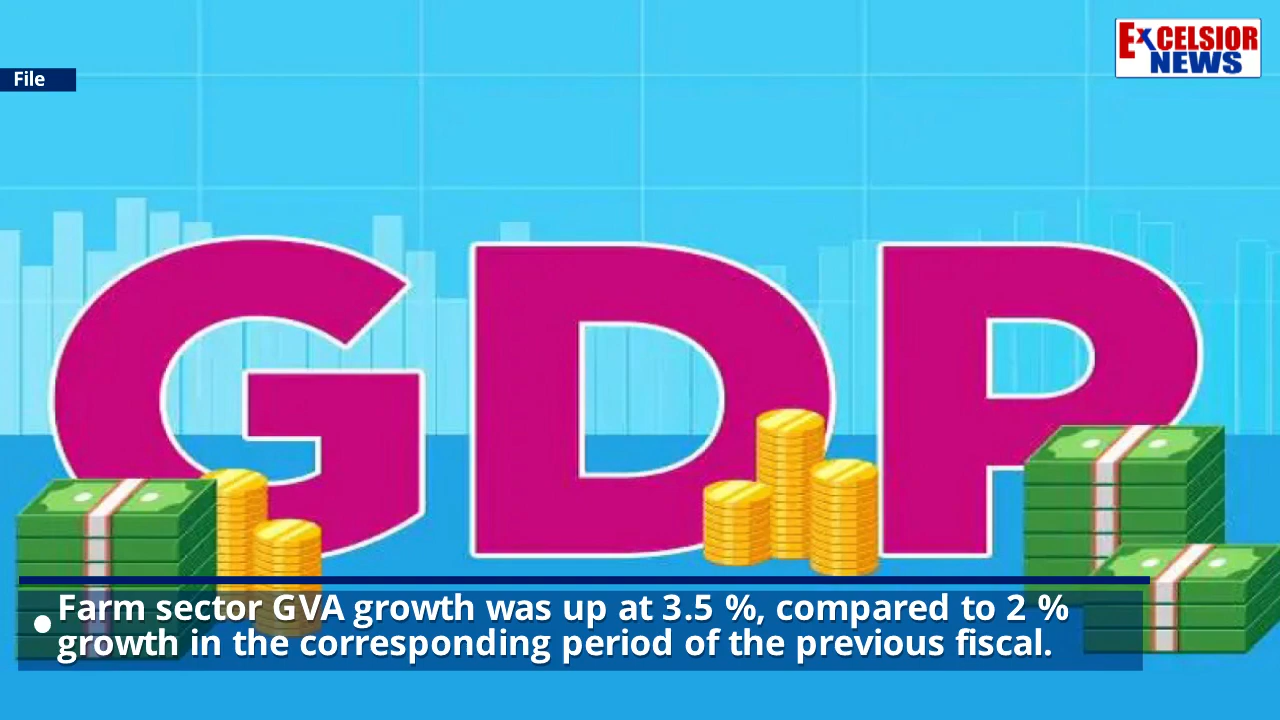 EXCELSIOR
NEWS
File
GDP
Farm sector GVA growth was up at 3.5 %, compared to 2 %
growth in the corresponding period of the previous fiscal.